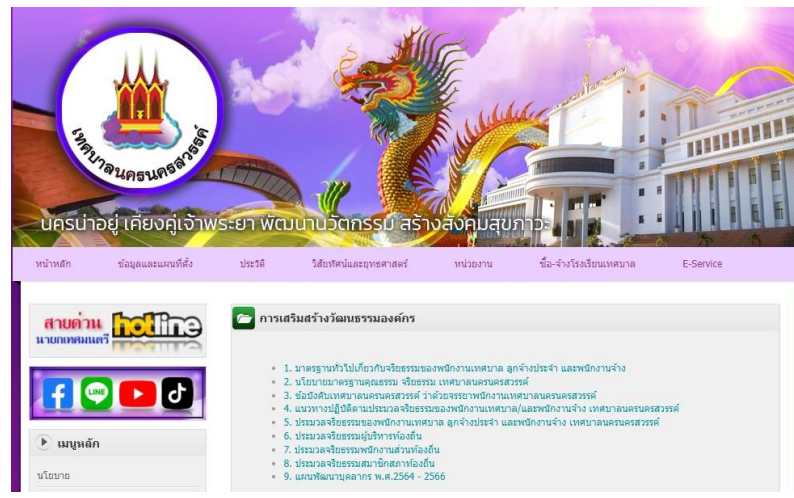 เทศบาลนครนครสวรรค์
นครน่าอยู่ เคียงคู่เจ้าพระยา พัฒนานวัตกรรม สร้างสังคมสุขภาวะ
หน้าหลัก ข้อมูลและแผนที่ตั้ง ประวัติ วิสัยทัศน์และยุทธศาสตร์ หน่วยงาน ซื้อ-จ้างโรงเรียนเทศบาล E-Service
สายด่วน hotline
นายกเทศมนตรี
LINE
เมนูหลัก
นโยบาย
การเสริมสร้างวัฒนธรรมองค์กร
1. มาตรฐานทั่วไปเกี่ยวกับจริยธรรมของพนักงานเทศบาล ลูกจ้างประจำ และพนักงานจ้าง
2. นโยบายมาตรฐานคุณธรรม จริยธรรม เทศบาลนครนครสวรรค์
3. ข้อบังคับเทศบาลนครนครสวรรค์ ว่าด้วยจรรยาพนักงานเทศบาลนครนครสวรรค์
4. แนวทางปฏิบัติตามประมวลจริยธรรมของพนักงานเทศบาล/และพนักงานจ้าง เทศบาลนครนครสวรรค์
5. ประมวลจริยธรรมของพนักงานเทศบาล ลูกจ้างประจำ และพนักงานจ้าง เทศบาลนครนครสวรรค์
6. ประมวลจริยธรรมผู้บริหารท้องถิ่น
7. ประมวลจริยธรรมพนักงานส่วนท้องถิ่น
8. ประมวลจริยธรรมสมาชิกสภาท้องถิ่น
9. แผนพัฒนาบุคลากร พ.ศ.2564 - 2566